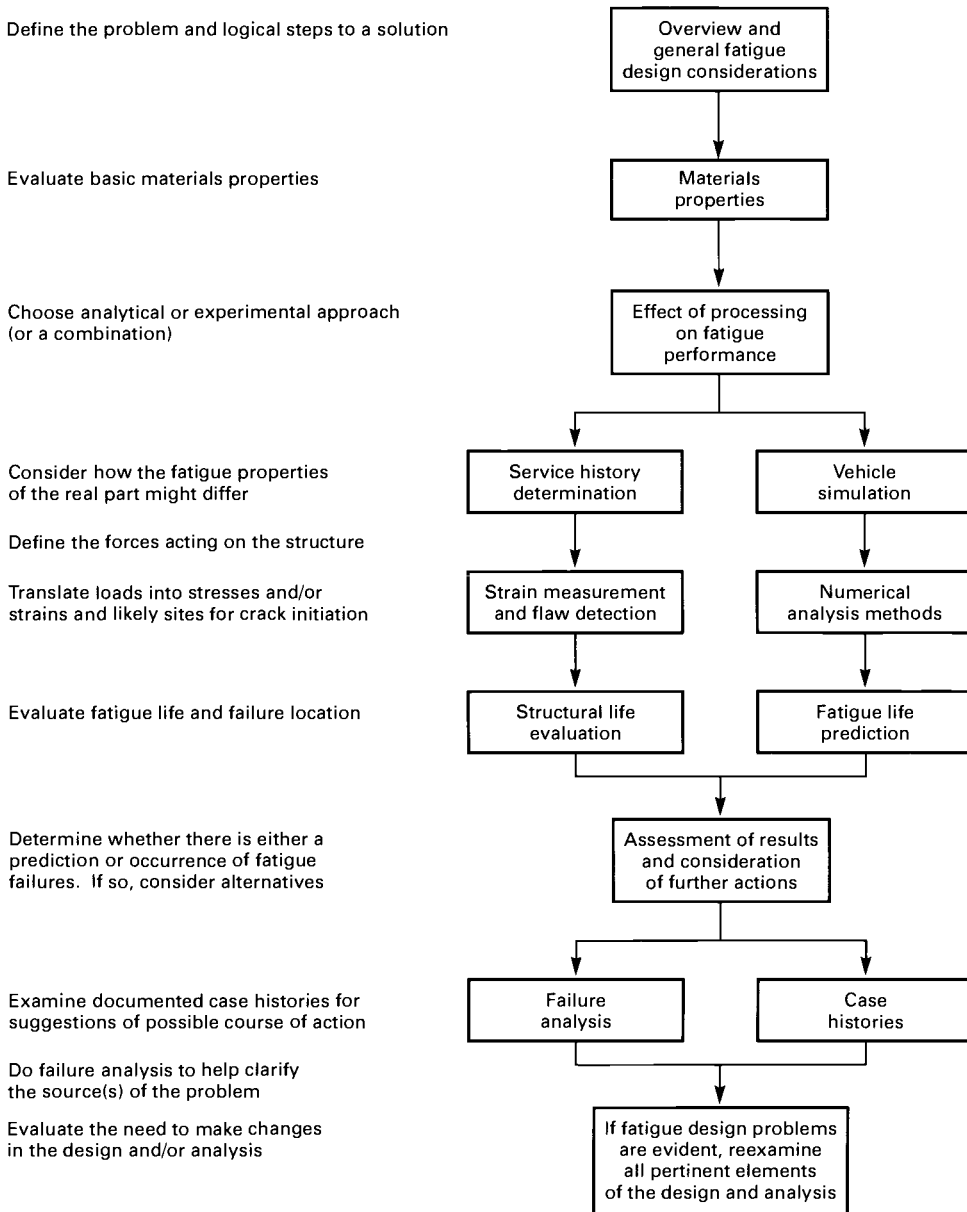 Define the problem and logical steps to a solution
Overview and
general fatigue
design considerations
Evaluate basic materials properties
Materials
properties
Choose analytical or experimental approach
(or a combination)
Effect of processing
on fatigue
performance
Consider how the fatigue properties
of the real part might differ
Service history
determination
Vehicle
simulation
Define the forces acting on the structure
Translate loads into stresses and/or
strains and likely sites for crack initiation
Strain measurement
and flaw detection
Numerical
analysis methods
Evaluate fatigue life and failure location
Structural life
evaluation
Fatigue life
prediction
Determine whether there is either a
prediction or occurrence of fatigue
failures. If so, consider alternatives
Assessment of results
and consideration
of further actions
Examine documented case histories for
suggestions of possible course of action
Failure
analysis
Case
histories
Do failure analysis to help clarify
the source(s) of the problem
Evaluate the need to make changes
in the design and/or analysis
If fatigue design problems
are evident, reexamine
all pertinent elements
of the design and analysis